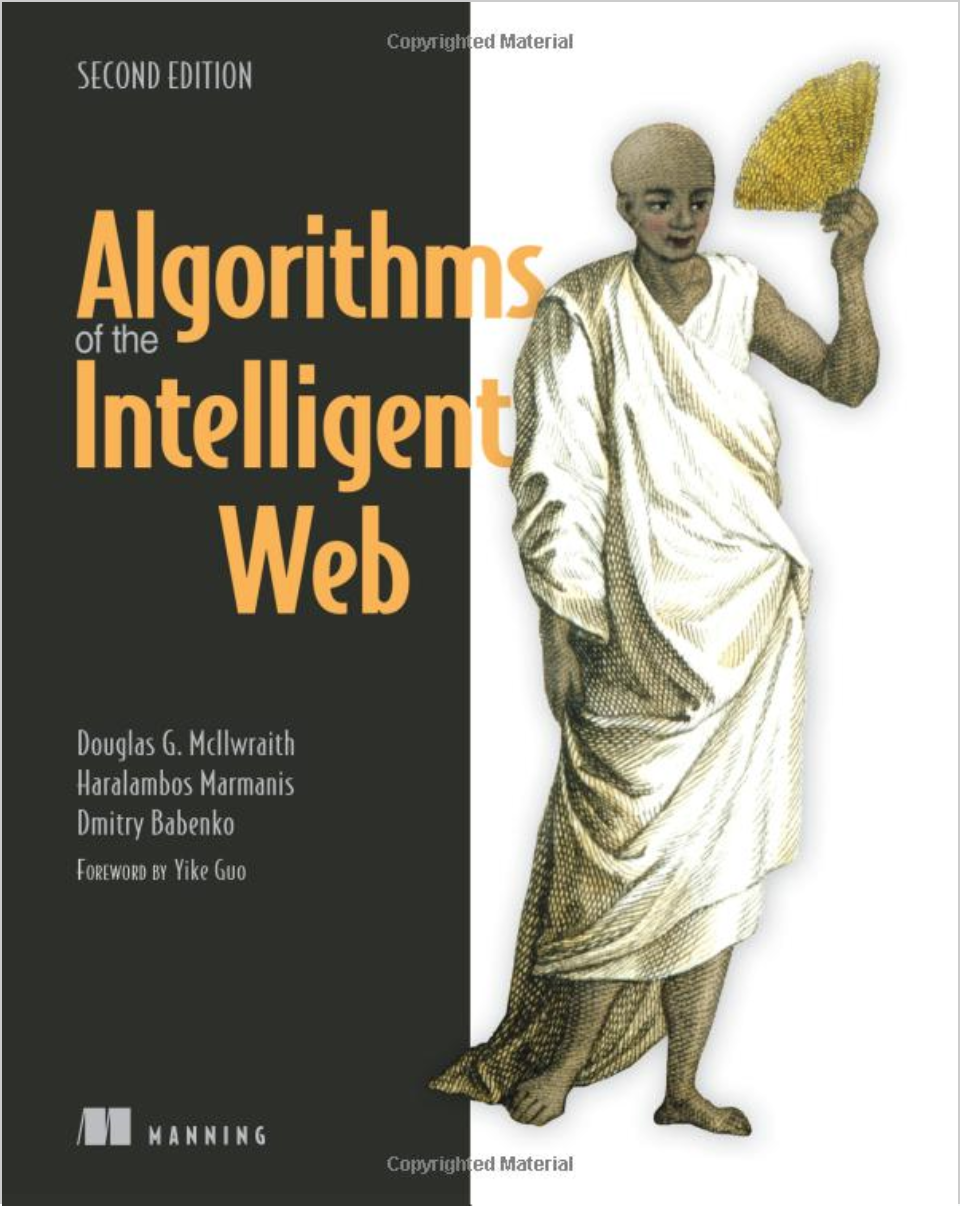 Copyrighted Material
SECOND EDITION
Algorithms
of the
Intelligent
Web
Douglas G. McIlwraith
Haralambos Marmanis
Dmitry Babenko
FOREWORD BY Yike Guo
MANNING
Copyrighted Material